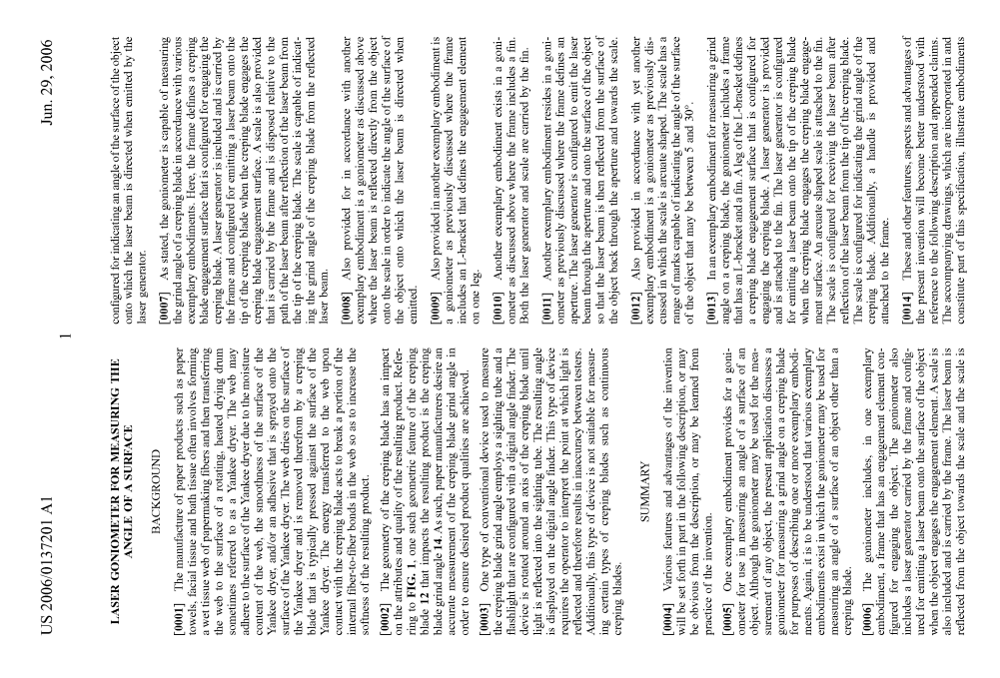 US 2006/0137201 A1
Jun. 29, 2006
1
LASER GONIOMETER FOR MEASURING THE
ANGLE OF A SURFACE
BACKGROUND
[0001] The manufacture of paper products such as paper
towels, facial tissue and bath tissue often involves forming
a wet tissue web of papermaking fibers and then transferring
the web to the surface of a rotating, heated drying drum
sometimes referred to as a Yankee dryer. The web may
adhere to the surface of the Yankee dryer due to the moisture
content of the web, the smoothness of the surface of the
Yankee dryer, and/or an adhesive that is sprayed onto the
surface of the Yankee dryer. The web dries on the surface of
the Yankee dryer and is removed therefrom by a creping
blade that is typically pressed against the surface of the
Yankee dryer. The energy transferred to the web upon
contact with the creping blade acts to break a portion of the
internal fiber-to-fiber bonds in the web so as to increase the
softness of the resulting product.
[0002] The geometry of the creping blade has an impact
on the attributes and quality of the resulting product. Refer-
ring to FIG. 1, one such geometric feature of the creping
blade 12 that impacts the resulting product is the creping
blade grind angle 14. As such, paper manufacturers desire an
accurate measurement of the creping blade grind angle in
order to ensure desired product qualities are achieved.
[0003] One type of conventional device used to measure
the creping blade grind angle employs a sighting tube and a
flashlight that are configured with a digital angle finder. The
device is rotated around an axis of the creping blade until
light is reflected into the sighting tube. The resulting angle
is displayed on the digital angle finder. This type of device
requires the operator to interpret the point at which light is
reflected and therefore results in inaccuracy between testers.
Additionally, this type of device is not suitable for measur-
ing certain types of creping blades such as continuous
creping blades.
SUMMARY
[0004] Various features and advantages of the invention
will be set forth in part in the following description, or may
be obvious from the description, or may be learned from
practice of the invention.
[0005] One exemplary embodiment provides for a goni-
ometer for use in measuring an angle of a surface of an
object. Although the goniometer may be used for the mea-
surement of any object, the present application discusses a
goniometer for measuring a grind angle on a creping blade
for purposes of describing one or more exemplary embodi-
ments. Again, it is to be understood that various exemplary
embodiments exist in which the goniometer may be used for
measuring an angle of a surface of an object other than a
creping blade.
[0006] The goniometer includes, in one exemplary
embodiment, a frame that has an engagement element con-
figured for engaging the object. The goniometer also
includes a laser generator carried by the frame and config-
ured for emitting a laser beam onto the surface of the object
when the object engages the engagement element. A scale is
also included and is carried by the frame. The laser beam is
reflected from the object towards the scale and the scale is
configured for indicating an angle of the surface of the object
onto which the laser beam is directed when emitted by the
laser generator.
[0007] As stated, the goniometer is capable of measuring
the grind angle of a creping blade in accordance with various
exemplary embodiments. Here, the frame defines a creping
blade engagement surface that is configured for engaging the
creping blade. A laser generator is included and is carried by
the frame and configured for emitting a laser beam onto the
tip of the creping blade when the creping blade engages the
creping blade engagement surface. A scale is also provided
that is carried by the frame and is disposed relative to the
path of the laser beam after reflection of the laser beam from
the tip of the creping blade. The scale is capable of indicat-
ing the grind angle of the creping blade from the reflected
laser beam.
[0008] Also provided for in accordance with another
exemplary embodiment is a goniometer as discussed above
where the laser beam is reflected directly from the object
onto the scale in order to indicate the angle of the surface of
the object onto which the laser beam is directed when
emitted.
[0009] Also provided in another exemplary embodiment is
a goniometer as previously discussed where the frame
includes an L-bracket that defines the engagement element
on one leg.
[0010] Another exemplary embodiment exists in a goni-
ometer as discussed above where the frame includes a fin.
Both the laser generator and scale are carried by the fin.
[0011] Another exemplary embodiment resides in a goni-
ometer as previously discussed where the frame defines an
aperture. The laser generator is configured to emit the laser
beam through the aperture and onto the surface of the object
so that the laser beam is then reflected from the surface of
the object back through the aperture and towards the scale.
[0012] Also provided in accordance with yet another
exemplary embodiment is a goniometer as previously dis-
cussed in which the scale is arcuate shaped. The scale has a
range of marks capable of indicating the angle of the surface
of the object that may be between 5 and 30°.
[0013] In an exemplary embodiment for measuring a grind
angle on a creping blade, the goniometer includes a frame
that has an L-bracket and a fin. A leg of the L-bracket defines
a creping blade engagement surface that is configured for
engaging the creping blade. A laser generator is provided
and is attached to the fin. The laser generator is configured
for emitting a laser beam onto the tip of the creping blade
when the creping blade engages the creping blade engage-
ment surface. An arcuate shaped scale is attached to the fin.
The scale is configured for receiving the laser beam after
reflection of the laser beam from the tip of the creping blade.
The scale is configured for indicating the grind angle of the
creping blade. Additionally, a handle is provided and
attached to the frame.
[0014] These and other features, aspects and advantages of
the present invention will become better understood with
reference to the following description and appended claims.
The accompanying drawings, which are incorporated in and
constitute part of this specification, illustrate embodiments